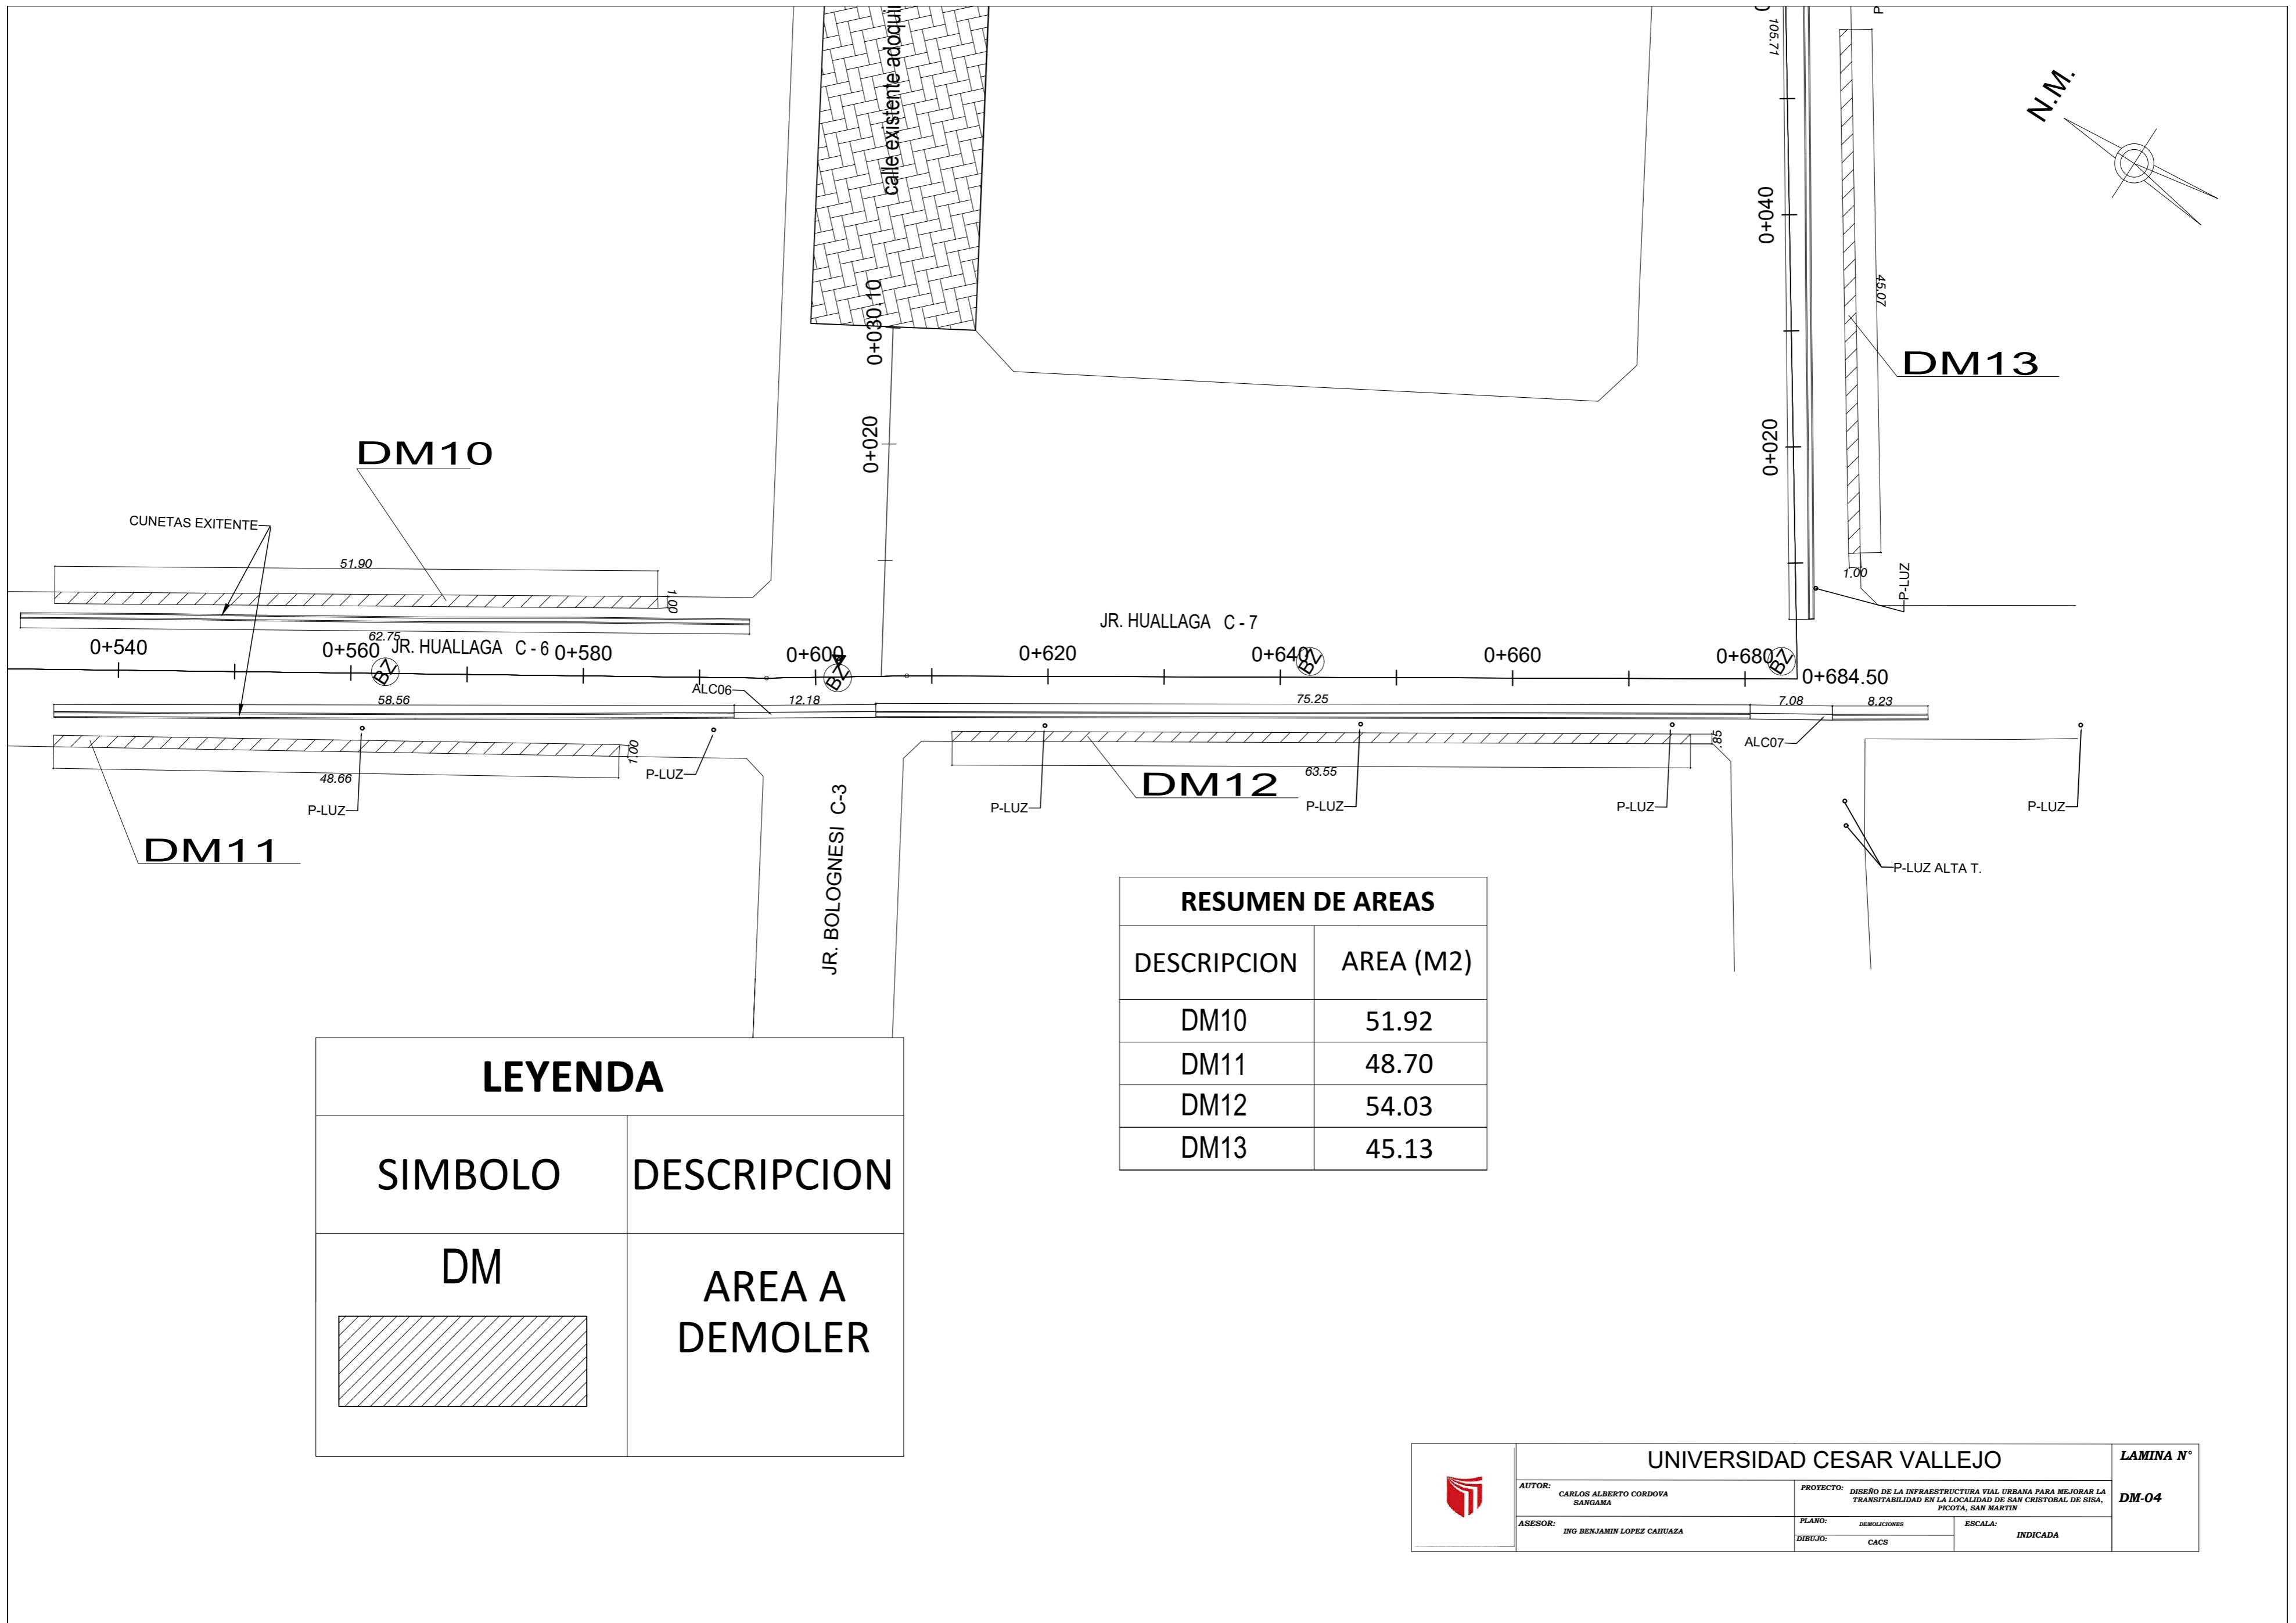 calle existente adoqui
105.71
N.M.
0+030.10
0+020
0+040
0+020
45.07
DM13
1.00
P-LUZ
DM10
CUNETAS EXITENTE
51.90
1.00
62.75
JR. HUALLAGA C - 6
JR. HUALLAGA C - 7
0+540
0+560
0+580
0+600
0+620
0+640
0+660
0+680
0+684.50
BZ
BZ
BZ
BZ
58.56
ALC06
12.18
75.25
7.08
8.23
ALC07
48.66
1.00
P-LUZ
P-LUZ
DM11
JR. BOLOGNESI C-3
63.55
.85
DM12
P-LUZ
P-LUZ
P-LUZ
P-LUZ
P-LUZ ALTA T.
RESUMEN DE AREAS
DESCRIPCION AREA (M2)
DM10 51.92
DM11 48.70
DM12 54.03
DM13 45.13
LEYENDA
SIMBOLO DESCRIPCION
DM
AREA A
DEMOLER
UNIVERSIDAD CESAR VALLEJO
LAMINA N°
DM-04
AUTOR:
CARLOS ALBERTO CORDOVA
SANGAMA
PROYECTO: DISEÑO DE LA INFRAESTRUCTURA VIAL URBANA PARA MEJORAR LA
TRANSITABILIDAD EN LA LOCALIDAD DE SAN CRISTOBAL DE SISA,
PICOTA, SAN MARTIN
ASESOR:
ING BENJAMIN LOPEZ CAHUAZA
PLANO: DEMOLICIONES
DIBUJO: CACS
ESCALA:
INDICADA